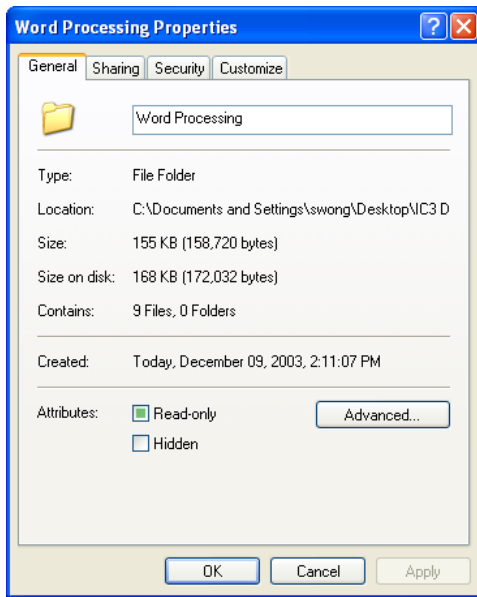 Word Processing Properties
General Sharing Security Customize
Word Processing
Type: File Folder
Location: C:\Documents and Settings\swong\Desktop\IC3 D
Size: 155 KB (158,720 bytes)
Size on disk: 168 KB (172,032 bytes)
Contains: 9 Files, 0 Folders
Created: Today, December 09, 2003, 2:11:07 PM
Attributes: Read-only Advanced...
Hidden
OK Cancel Apply